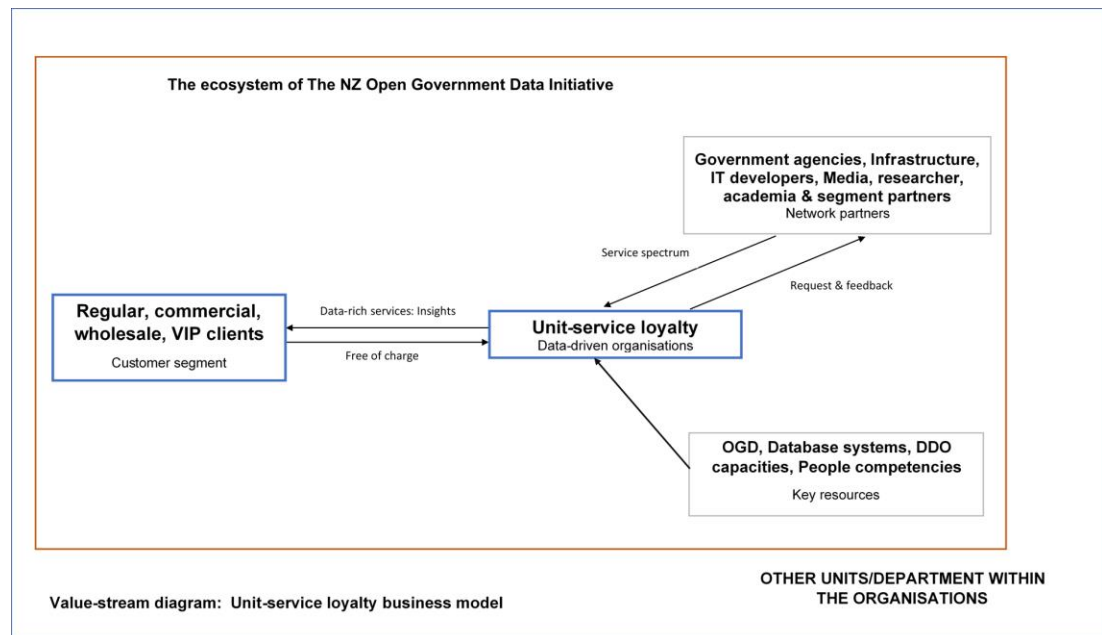 The ecosystem of The NZ Open Government Data Initiative
Government agencies, Infrastructure,
IT developers, Media, researcher,
academia & segment partners
Network partners
Service spectrum
Request & feedback
Regular, commercial,
wholesale, VIP clients
Customer segment
Data-rich services: Insights
Free of charge
Unit-service loyalty
Data-driven organisations
OGD, Database systems, DDO
capacities, People competencies
Key resources
OTHER UNITS/DEPARTMENT WITHIN
THE ORGANISATIONS
Value-stream diagram: Unit-service loyalty business model